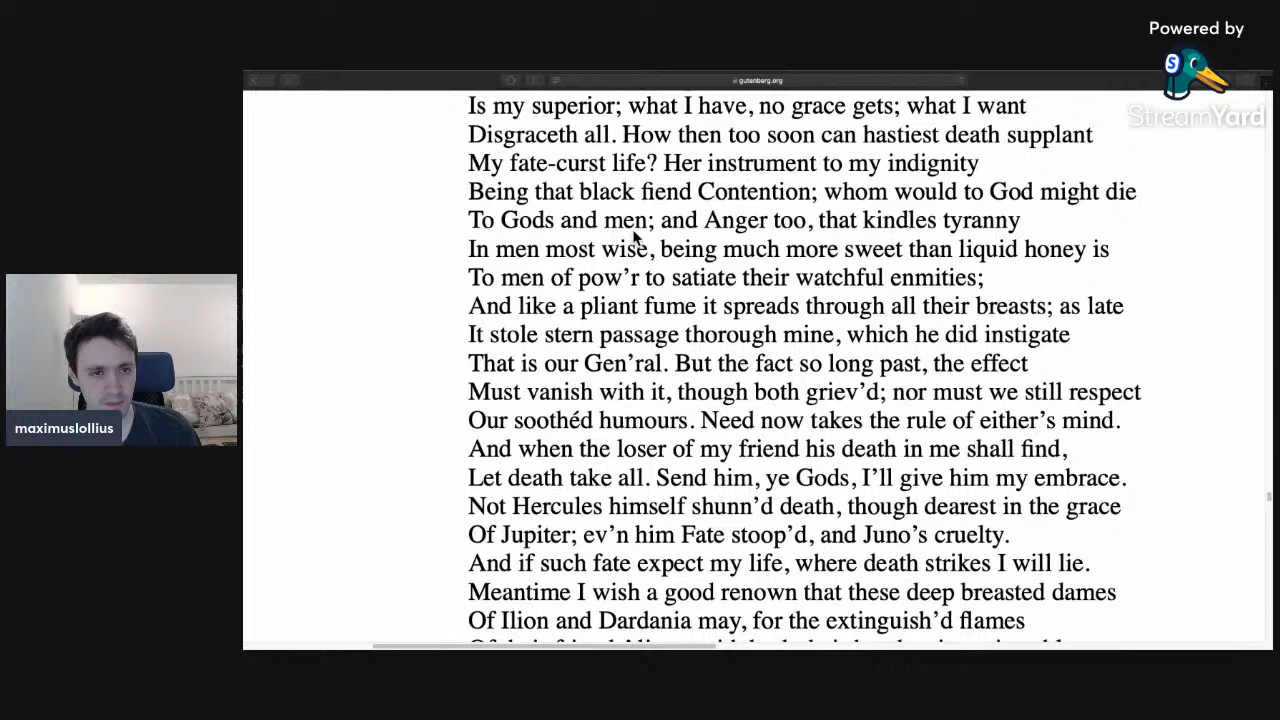 Powered by
StreamYard
gutenberg.org
Is my superior; what I have, no grace gets; what I want
Disgraceth all. How then too soon can hastiest death supplant
My fate-curst life? Her instrument to my indignity
Being that black fiend Contention; whom would to God might die
To Gods and men; and Anger too, that kindles tyranny
In men most wise, being much more sweet than liquid honey is
To men of pow’r to satiate their watchful enmities;
And like a pliant fume it spreads through all their breasts; as late
It stole stern passage thorough mine, which he did instigate
That is our Gen’ral. But the fact so long past, the effect
Must vanish with it, though both griev’d; nor must we still respect
Our soothéd humours. Need now takes the rule of either’s mind.
And when the loser of my friend his death in me shall find,
Let death take all. Send him, ye Gods, I’ll give him my embrace.
Not Hercules himself shunn’d death, though dearest in the grace
Of Jupiter; ev’n him Fate stoop’d, and Juno’s cruelty.
And if such fate expect my life, where death strikes I will lie.
Meantime I wish a good renown that these deep breasted dames
Of Ilion and Dardania may, for the extinguish’d flames
maximuslollius